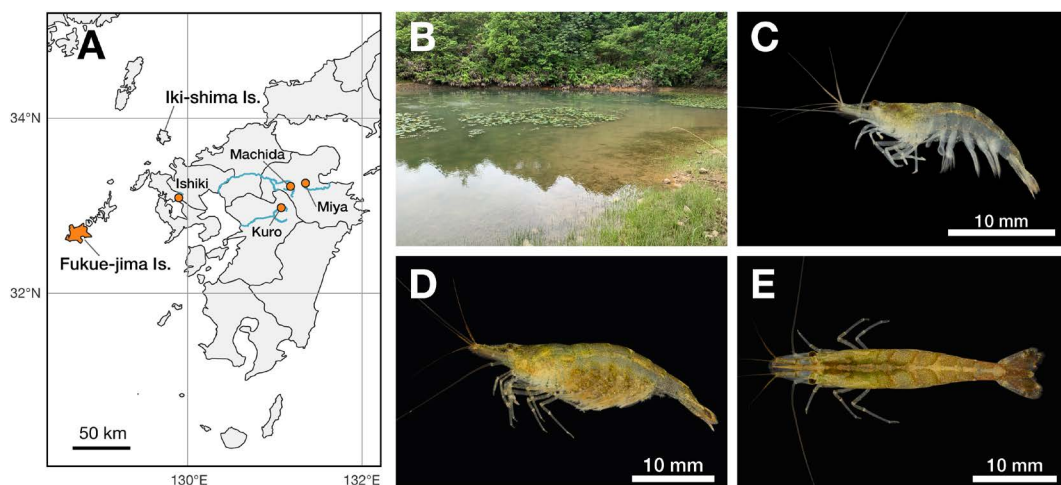 A
B
C
D
E
34°N
32°N
130°E
132°E
Iki-shima Is.
Machida
Ishiki
Miya
Kuro
Fukue-jima Is.
50 km
10 mm
10 mm
10 mm